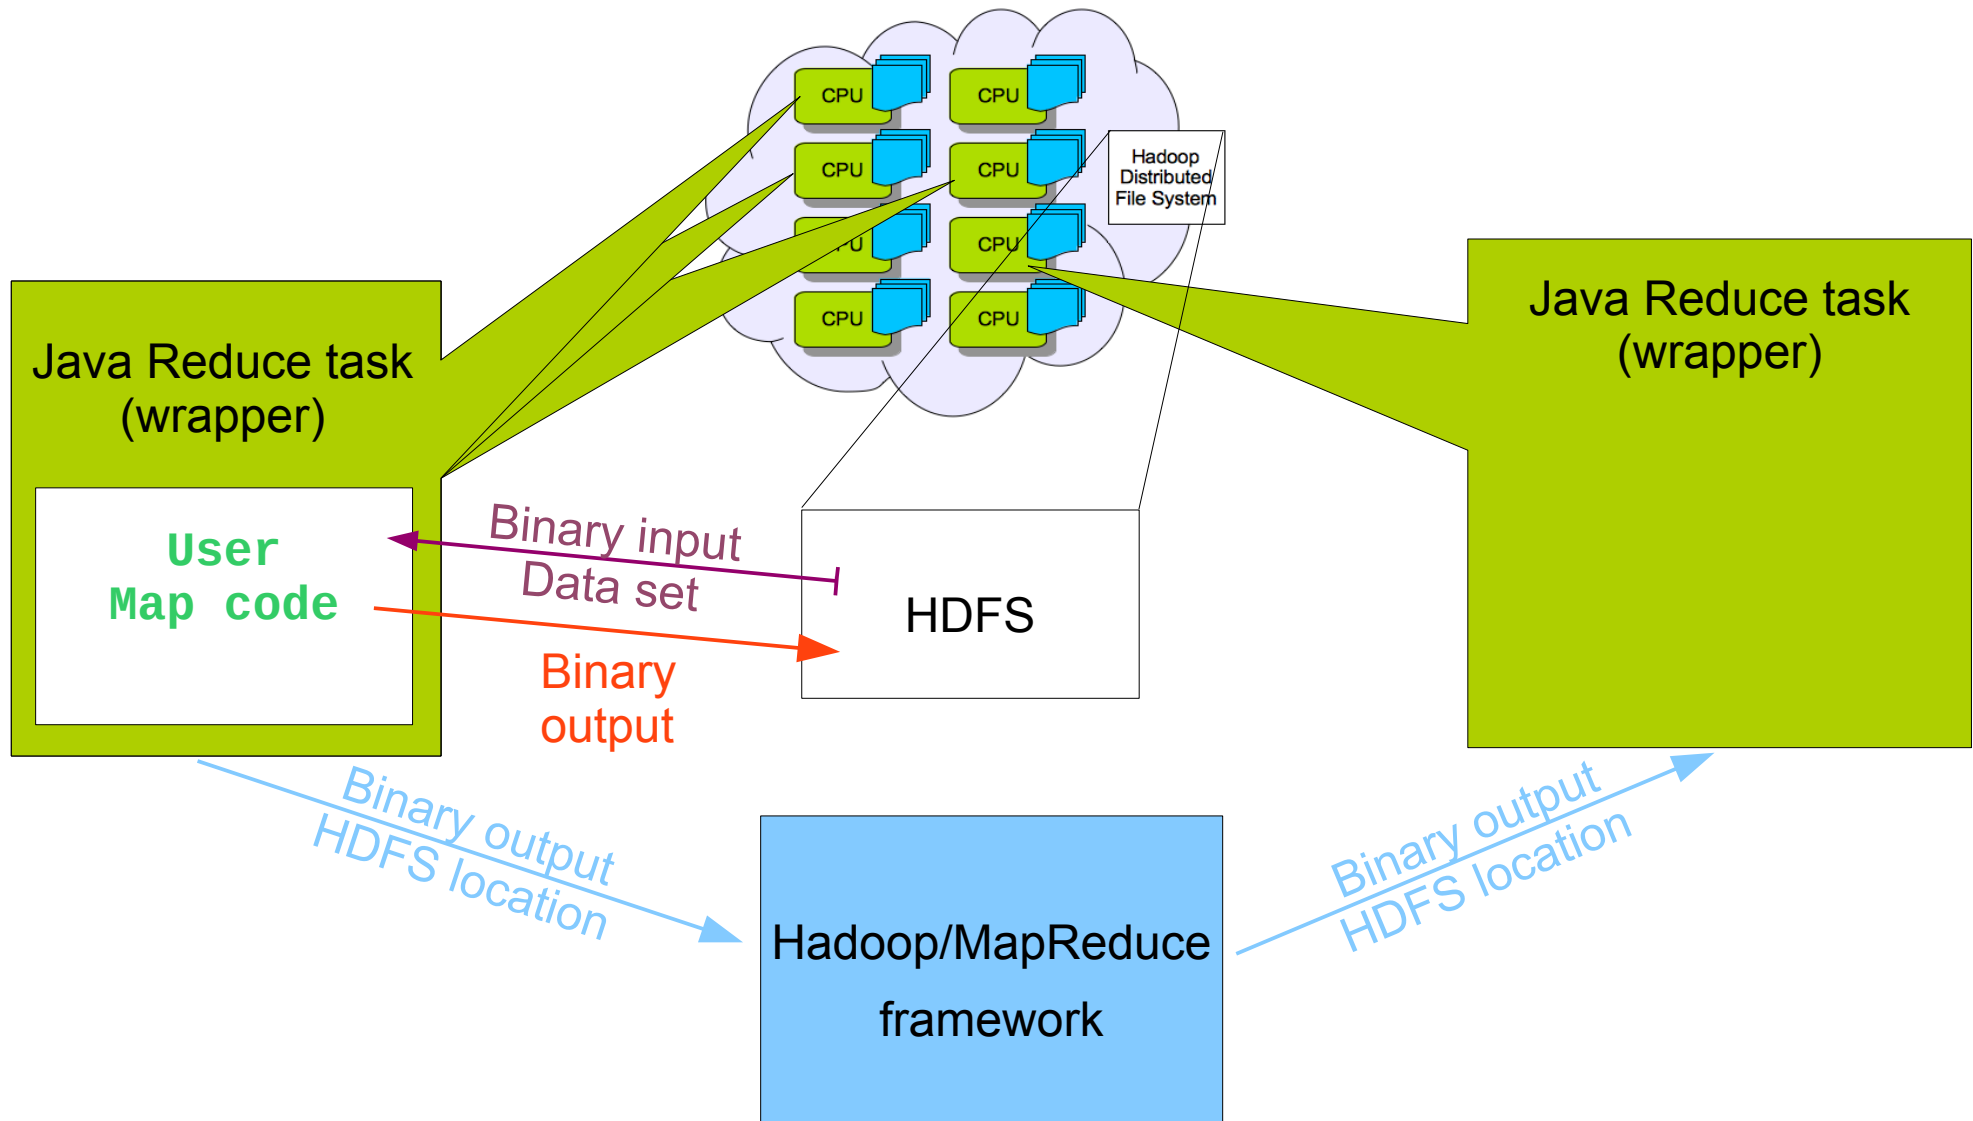 CPU
CPU
CPU
CPU
CPU
CPU
CPU
CPU
Hadoop
Distributed
File System
Java Reduce task
(wrapper)
User
Map code
Binary input
Data set
Binary
output
HDFS
Java Reduce task
(wrapper)
Binary output
HDFS location
Hadoop/MapReduce
framework
Binary output
HDFS location